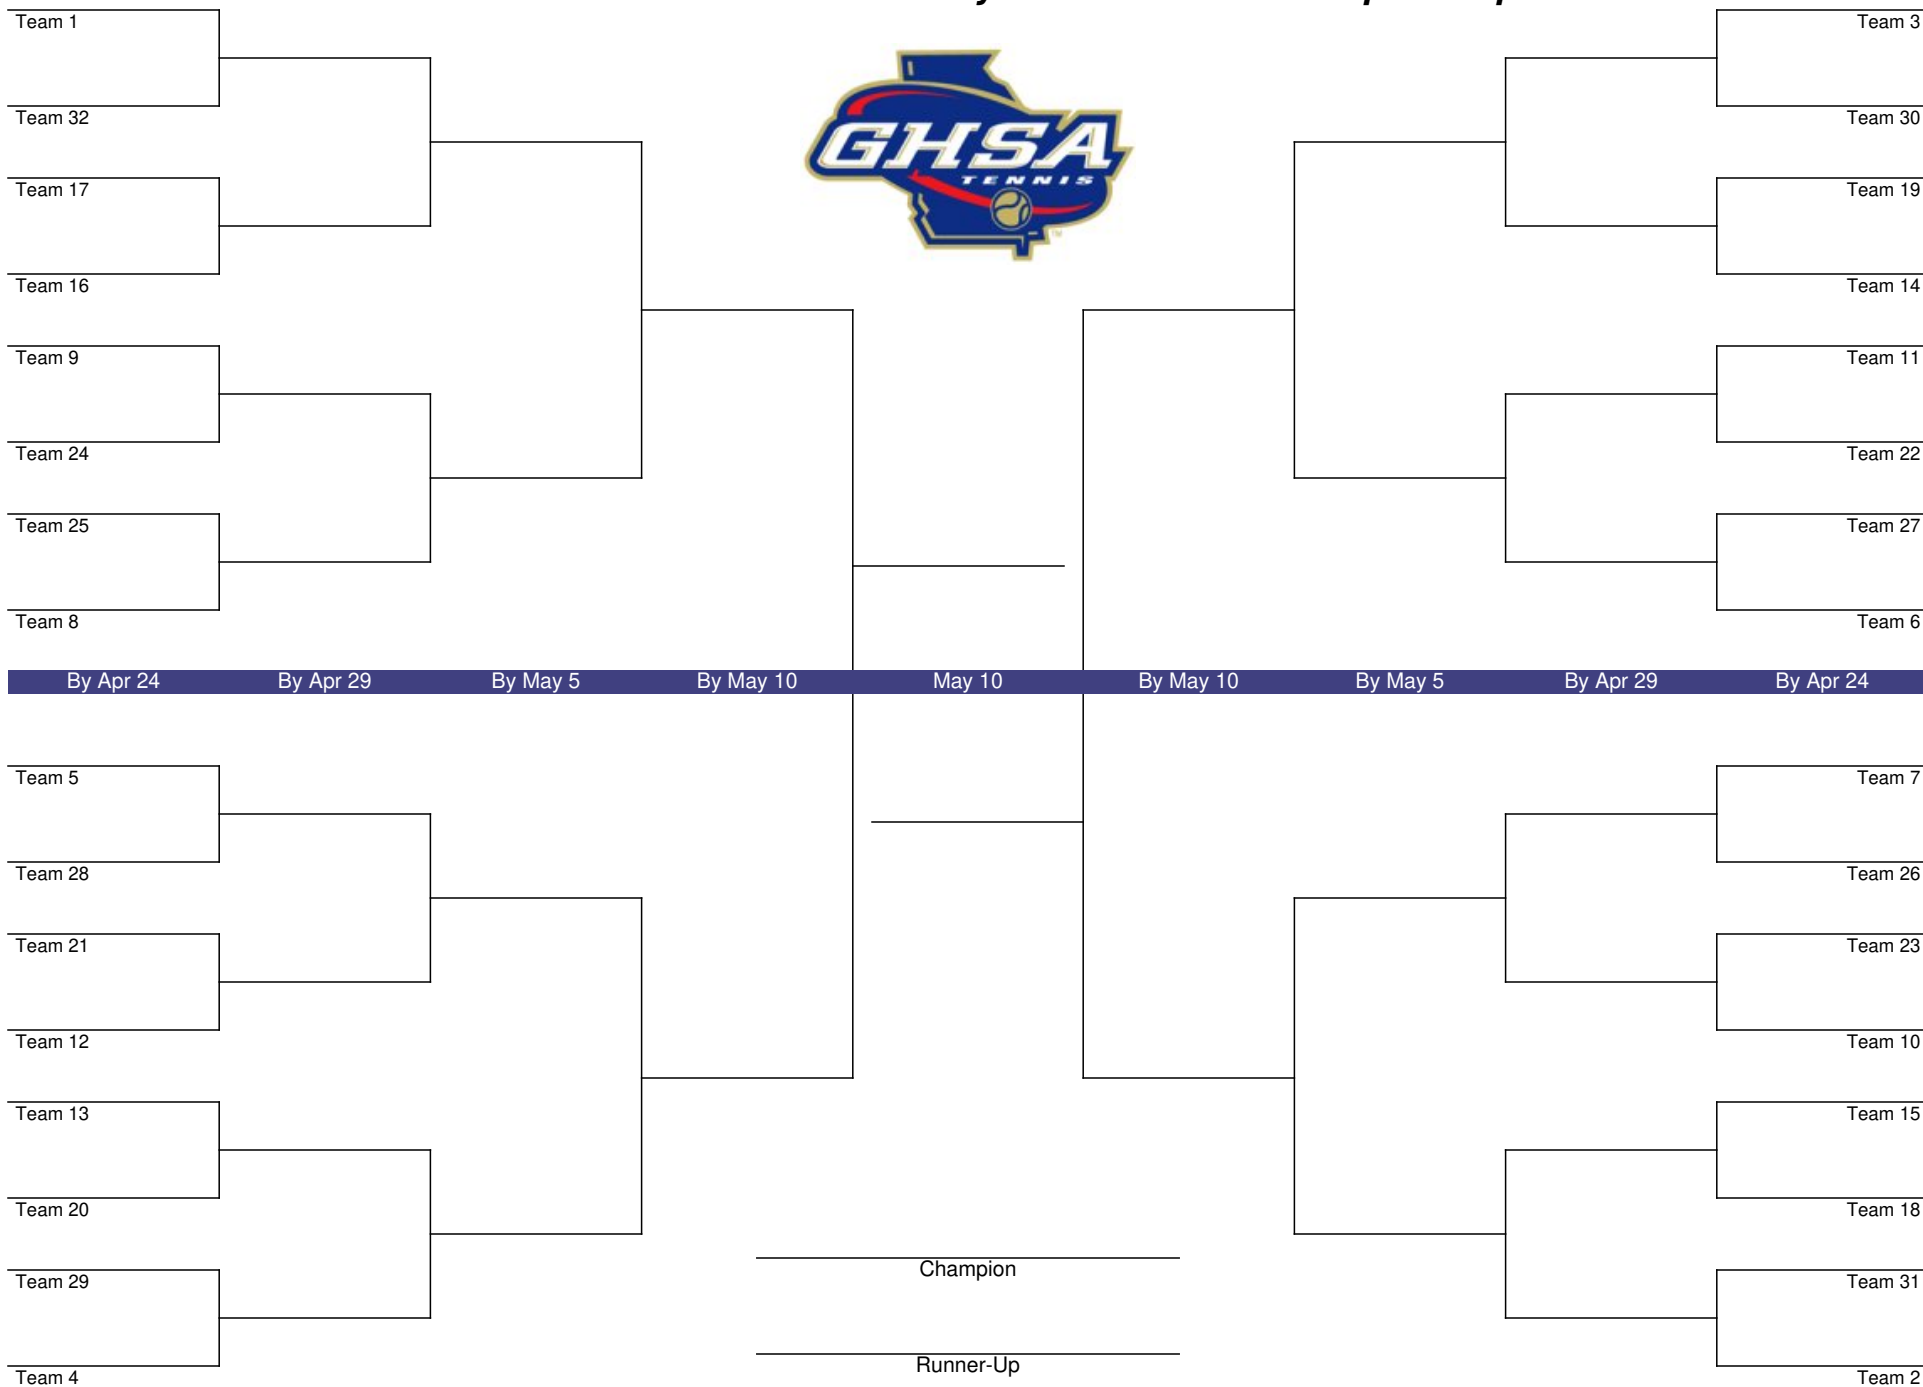 Team 1
Team 32
Team 17
Team 16
Team 9
Team 24
Team 25
Team 8
GHSA
TENNIS
TM
Team 3
Team 30
Team 19
Team 14
Team 11
Team 22
Team 27
Team 6
By Apr 24 By Apr 29 By May 5 By May 10 May 10 By May 10 By May 5 By Apr 29 By Apr 24
Team 5
Team 28
Team 21
Team 12
Team 13
Team 20
Team 29
Team 4
Champion
Runner-Up
Team 7
Team 26
Team 23
Team 10
Team 15
Team 18
Team 31
Team 2